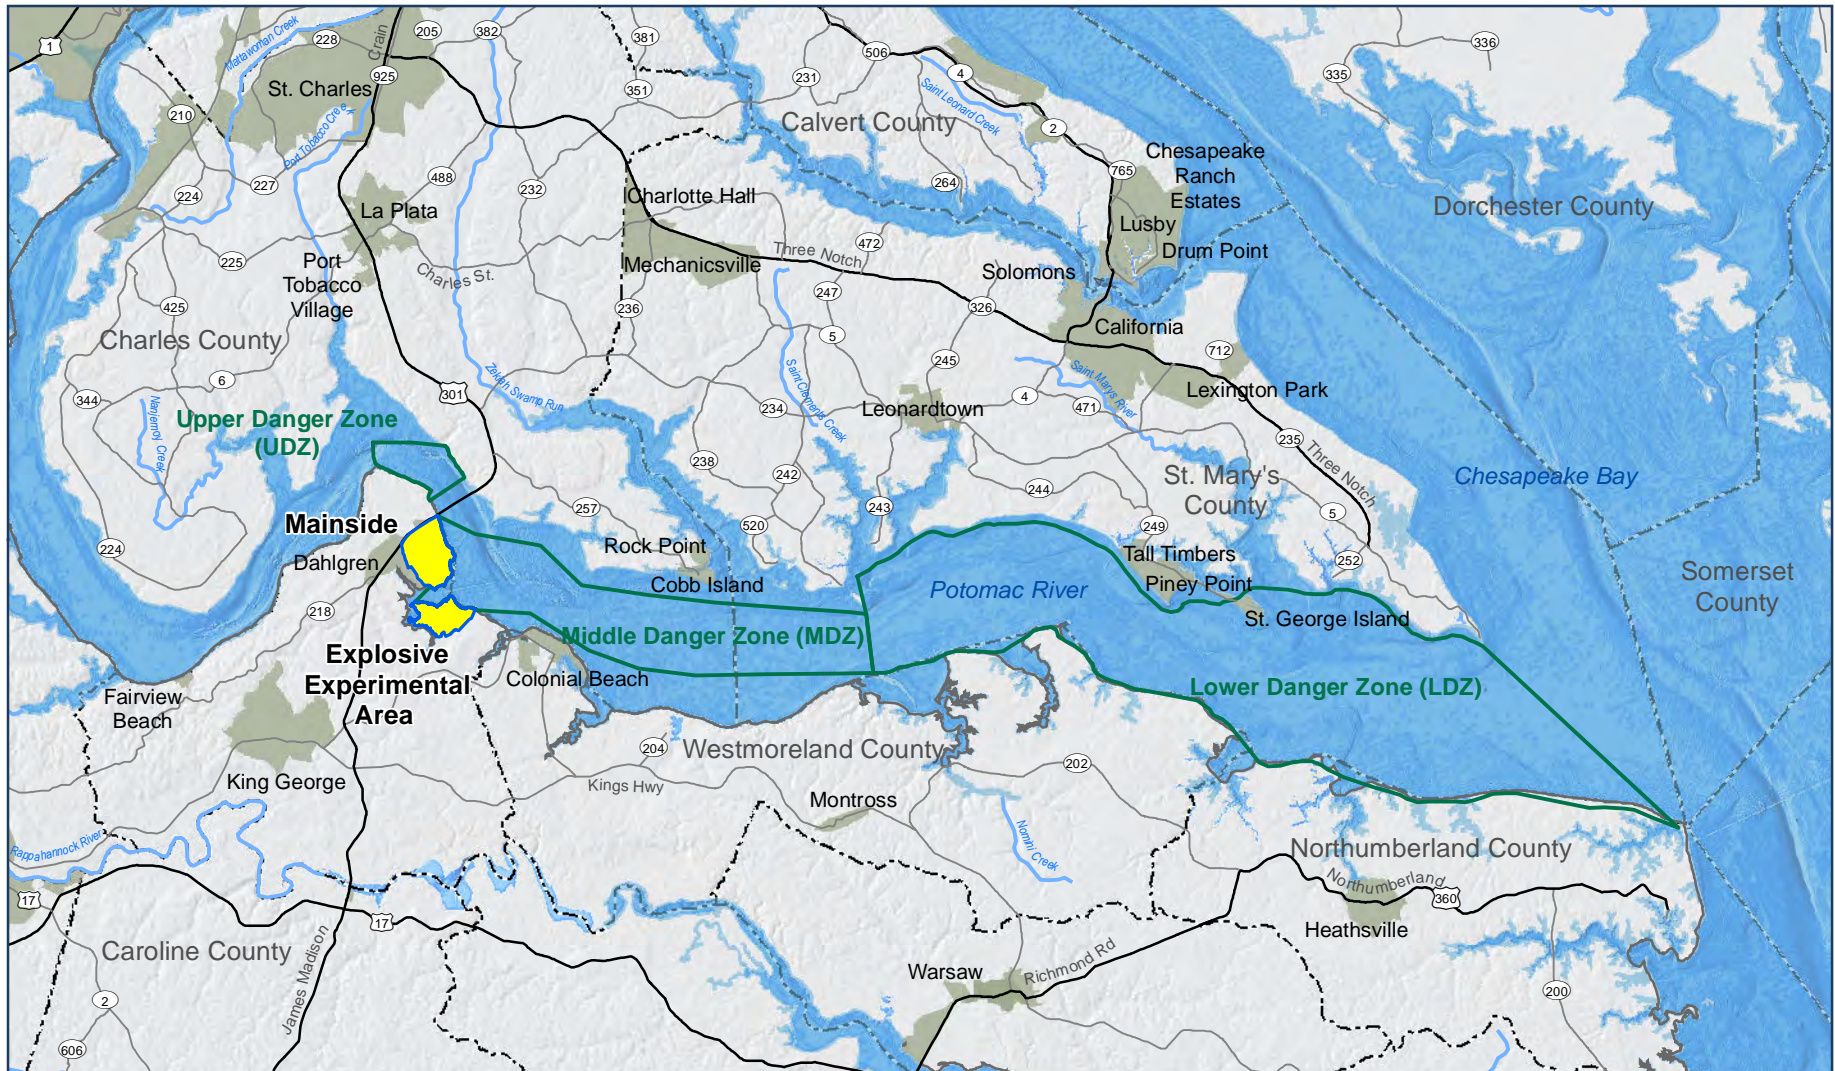 1
Mattawoman Creek
228
Crain
205
382
381
506
336
335
925
St. Charles
231
4
351
Saint Leonard Creek
210
Port Tobacco Creek
Calvert County
2
Chesapeake
Ranch
Estates
765
488
224
227
232
264
Charlotte Hall
La Plata
Dorchester County
Lusby
472
Three Notch
Drum Point
225
Port
Tobacco
Village
Charles St.
Mechanicsville
Solomons
247
425
236
326
California
5
Charles County
712
245
Saint Marys River
Saint Clements Creek
6
Zekiah Swamp Run
301
344
Nanjemoy Creek
Upper Danger Zone
(UDZ)
234
Leonardtown
4
471
Lexington Park
235
Three Notch
238
242
St. Mary's
County
Chesapeake Bay
244
257
243
249
5
Mainside
520
224
Rock Point
Tall Timbers
252
Dahlgren
Cobb Island
Potomac River
Piney Point
Somerset
County
218
St. George Island
Middle Danger Zone (MDZ)
Explosive
Experimental
Area
Colonial Beach
Lower Danger Zone (LDZ)
Fairview
Beach
204
Westmoreland County
202
King George
Kings Hwy
Montross
Rappahannock River
Nomini Creek
Northumberland County
Northumberland
17
360
17
Heathsville
Caroline County
James Madison
Warsaw
Richmond Rd
2
200
606